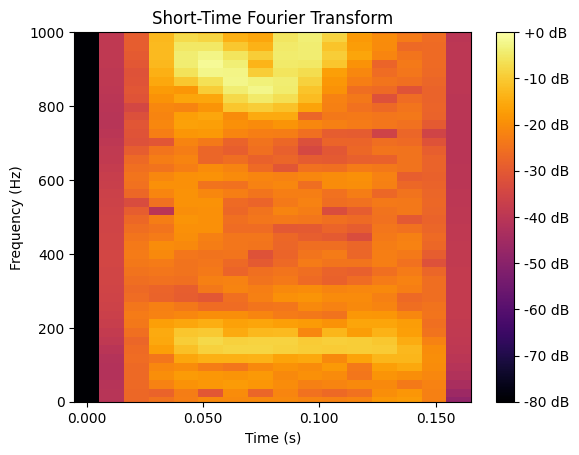 Short-Time Fourier Transform
1000
800
600
400
200
0
Frequency (Hz)
0.000
0.050
0.100
0.150
Time (s)
+0 dB
-10 dB
-20 dB
-30 dB
-40 dB
-50 dB
-60 dB
-70 dB
-80 dB